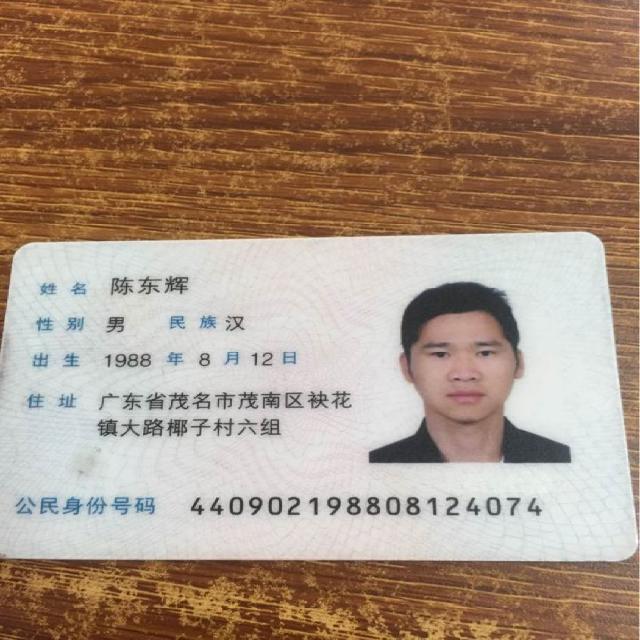 姓名 陈东辉
性别 男 民族 汉
出生 1988 年 8 月 12 日
住址 广东省茂名市茂南区袂花
镇大路椰子村六组
公民身份号码 440902198808124074